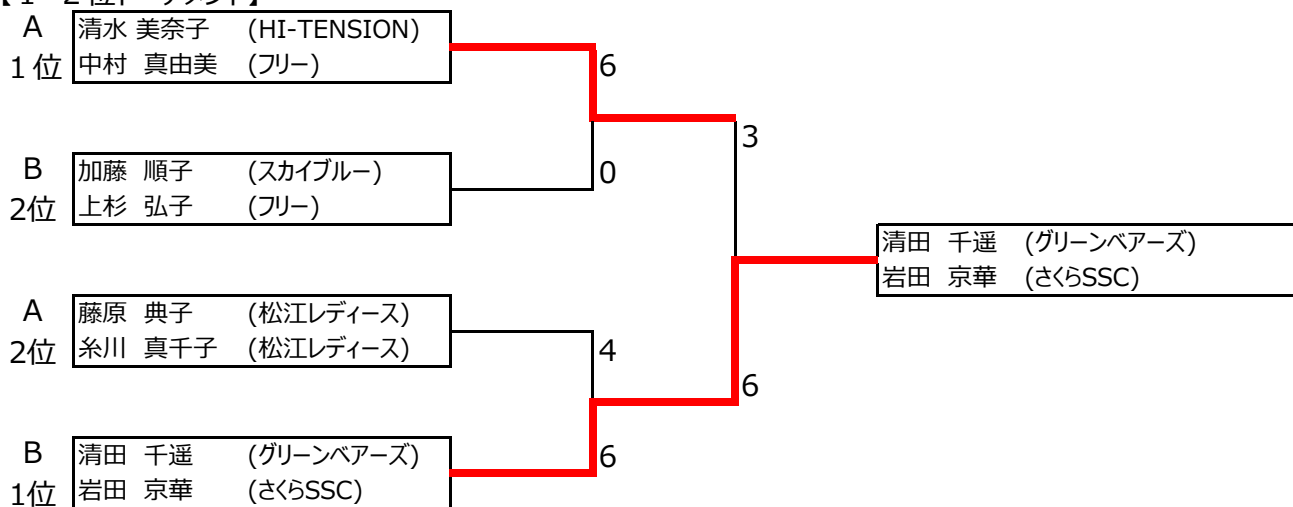 A
1位
清水 美奈子 (HI-TENSION)
中村 真由美 (フリー)
6
3
B
2位
加藤 順子 (スカイブルー)
上杉 弘子 (フリー)
0
清田 千遥 (グリーンベアーズ)
岩田 京華 (さくらSSC)
A
2位
藤原 典子 (松江レディース)
糸川 真千子 (松江レディース)
4
6
B
1位
清田 千遥 (グリーンベアーズ)
岩田 京華 (さくらSSC)
6